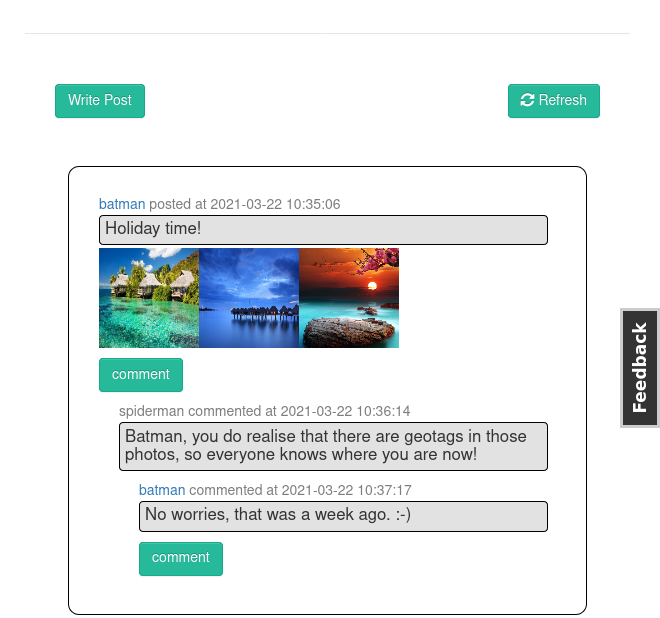 Write Post
Refresh
batman posted at 2021-03-22 10:35:06
Holiday time!
comment
spiderman commented at 2021-03-22 10:36:14
Batman, you do realise that there are geotags in those
photos, so everyone knows where you are now!
batman commented at 2021-03-22 10:37:17
No worries, that was a week ago. :-)
comment
Feedback